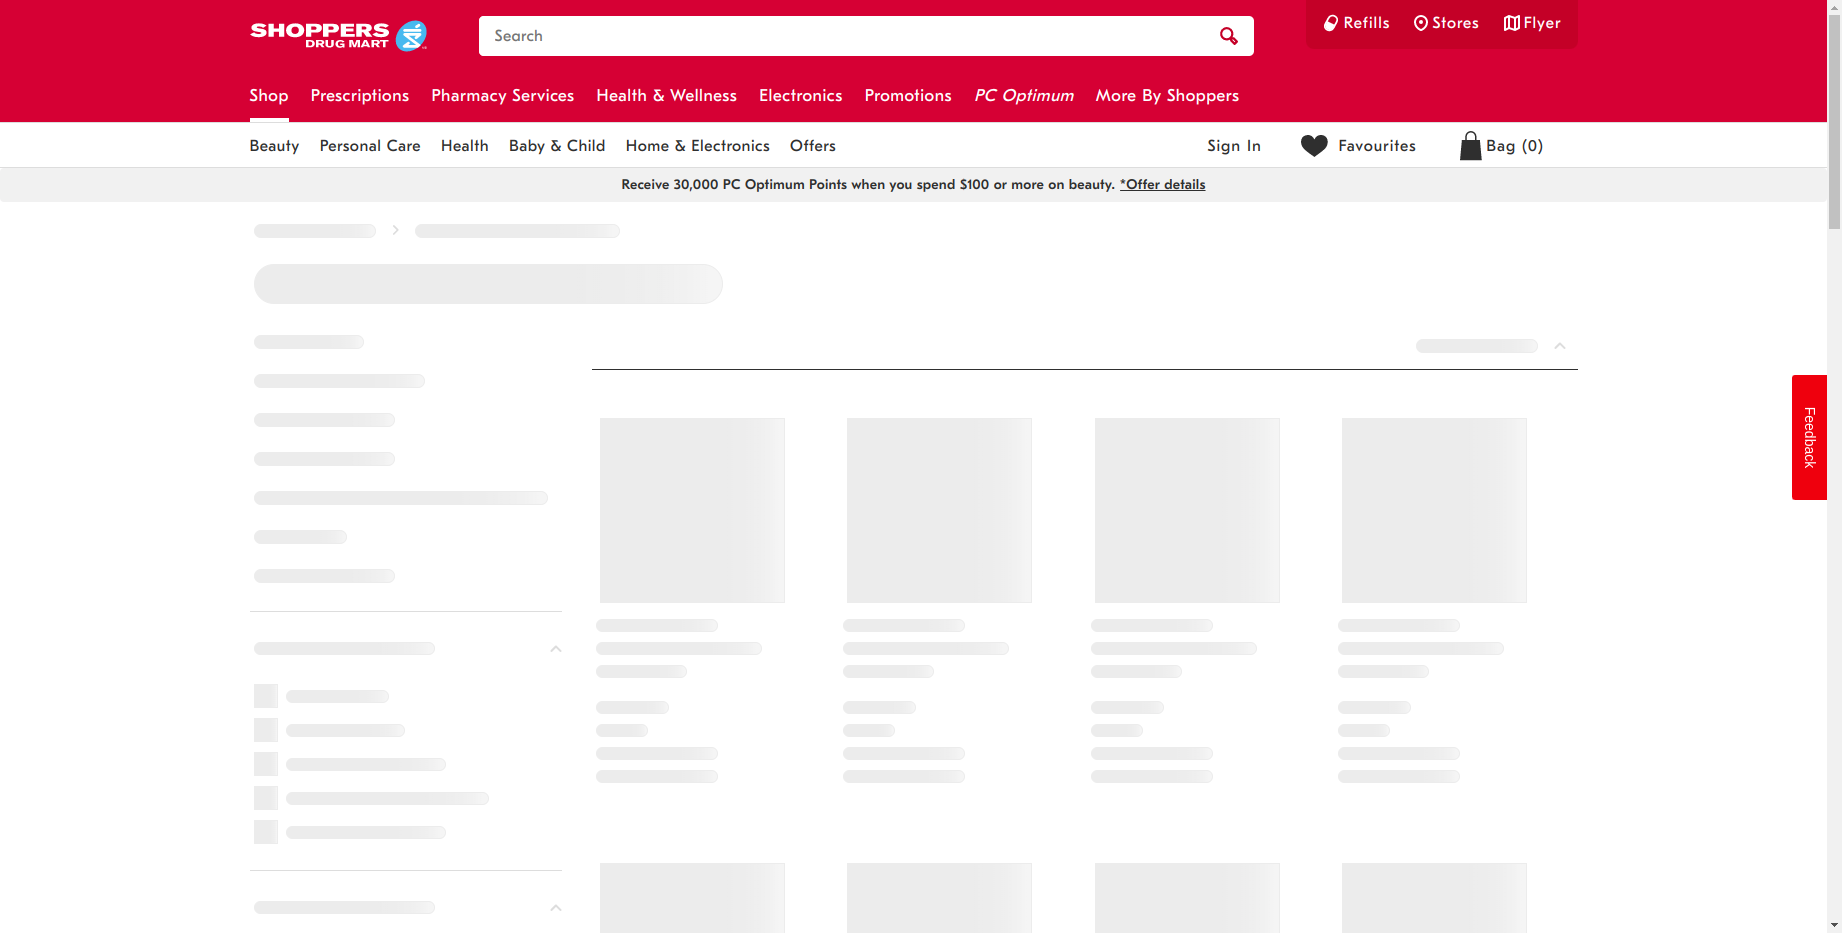 SHOPPERS
DRUG MART
Search
Refills
Stores
Flyer
Shop
Prescriptions
Pharmacy Services
Health & Wellness
Electronics
Promotions
PC Optimum
More By Shoppers
Beauty
Personal Care
Health
Baby & Child
Home & Electronics
Offers
Sign In
Favourites
Bag (0)
Receive 30,000 PC Optimum Points when you spend $100 or more on beauty. *Offer details
Feedback